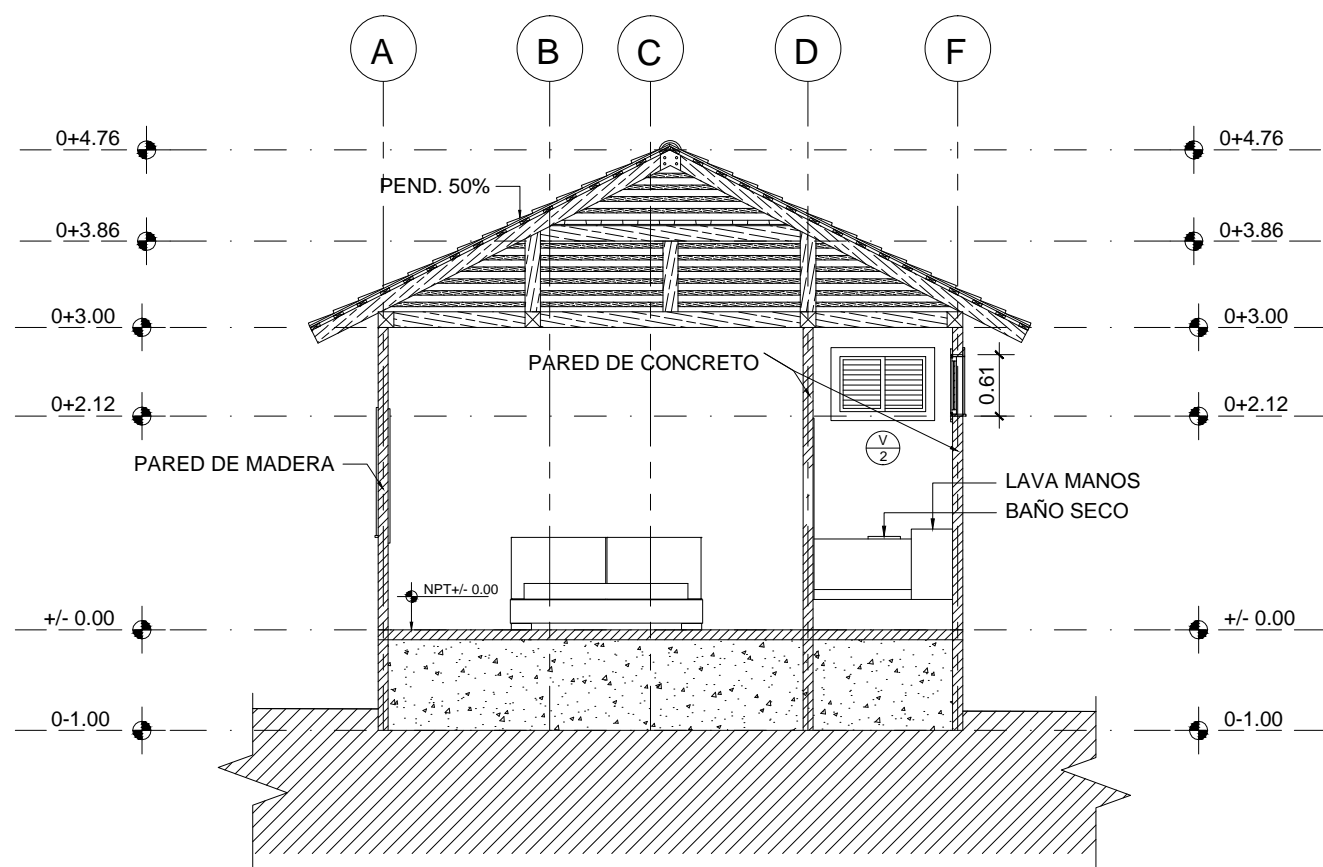 A B C D F
0+4.76 0+4.76
PEND. 50%
0+3.86 0+3.86
0+3.00 0+3.00
PARED DE CONCRETO
0.61
0+2.12 0+2.12
V
2
PARED DE MADERA
LAVA MANOS
BAÑO SECO
NPT+/- 0.00
+/- 0.00 +/- 0.00
0-1.00 0-1.00